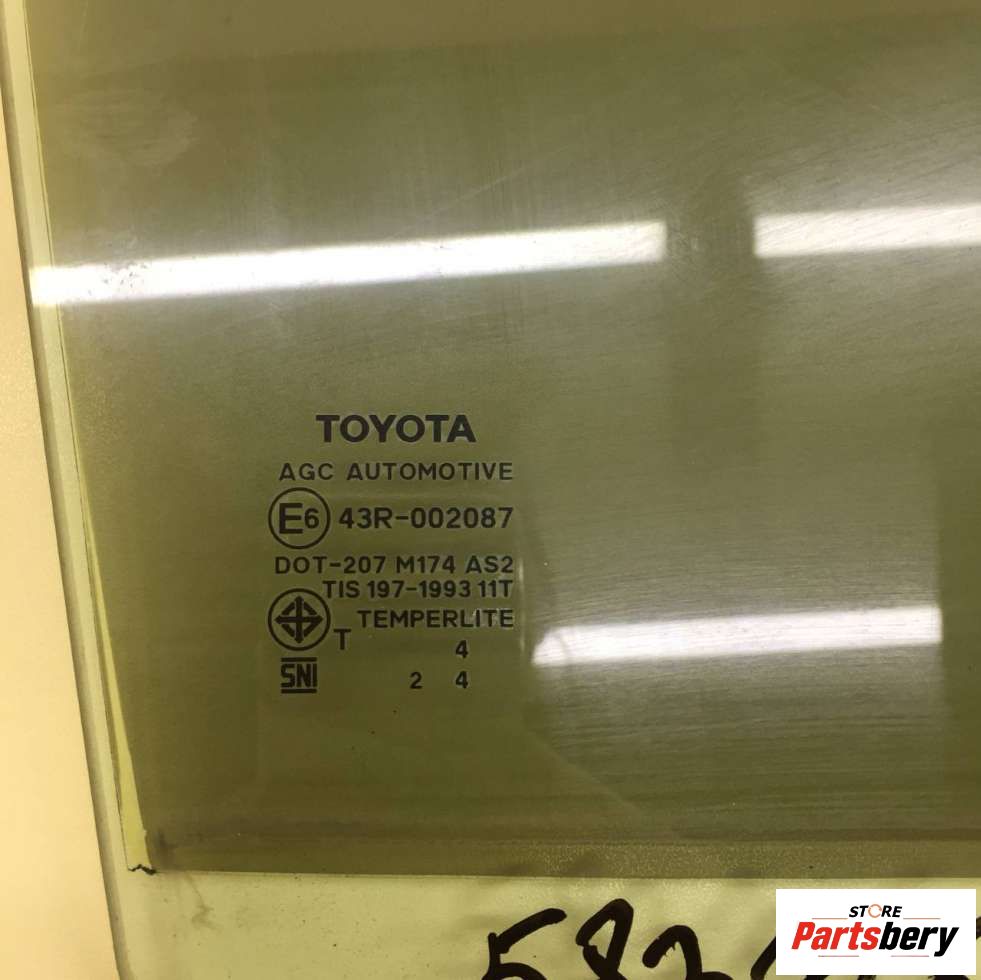 TOYOTA
AGC AUTOMOTIVE
E6 43R-002087
DOT-207 M174 AS2
TIS 197-1993 11T
TEMPERLITE
T
4
SNI
2 4
STORE
Partsbery